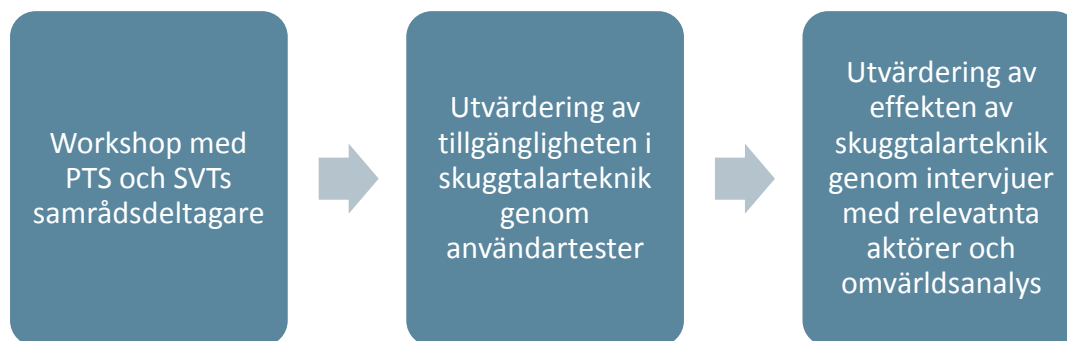 Workshop med
PTS och SVTs
samrådsdeltagare
Utvärdering av
tillgängligheten i
skuggtalarteknik
genom
användartester
Utvärdering av
effekten av
skuggtalarteknik
genom intervjuer
med relevatnta
aktörer och
omvärldsanalys